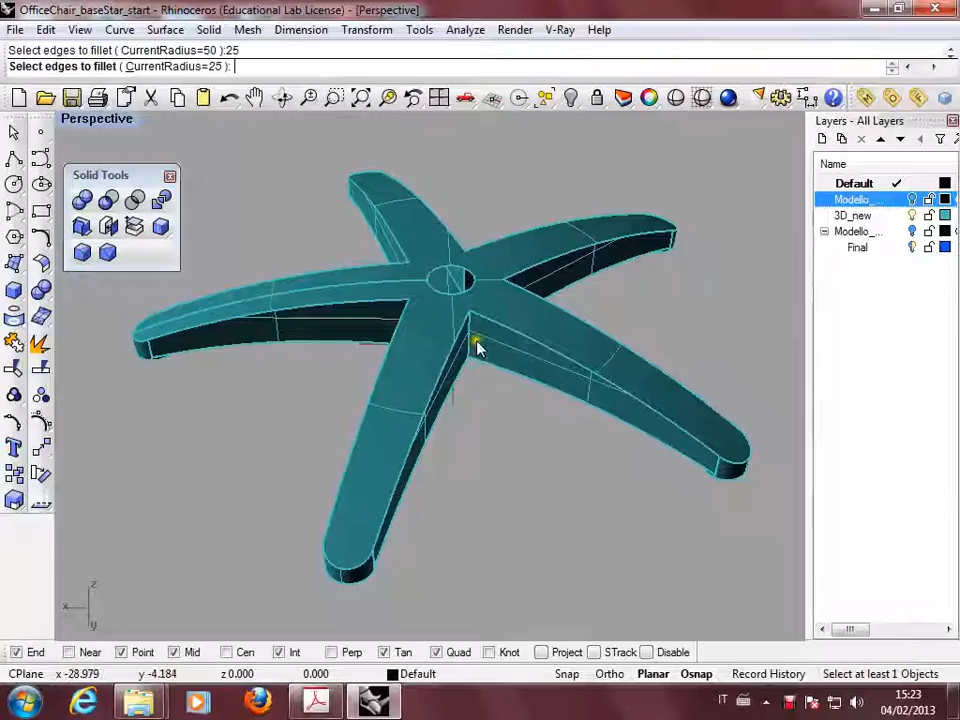 OfficeChair_baseStar_start - Rhinoceros (Educational Lab License) - [Perspective]
File Edit View Curve Surface Solid Mesh Dimension Transform Tools Analyze Render V-Ray Help
Select edges to fillet ( CurrentRadius=50 ):25
Select edges to fillet ( CurrentRadius=25 ):
Perspective
Layers - All Layers
Solid Tools
Name
Default
Modello_...
3D_new
Modello_...
Final
z
x
y
End Near Point Mid Cen Int Perp Tan Quad Knot Project STrack Disable
CPlane x -28.979 y -4.184 z 0.000 0.000 Default Snap Ortho Planar Osnap Record History Select at least 1 Objects
IT 15:23
04/02/2013